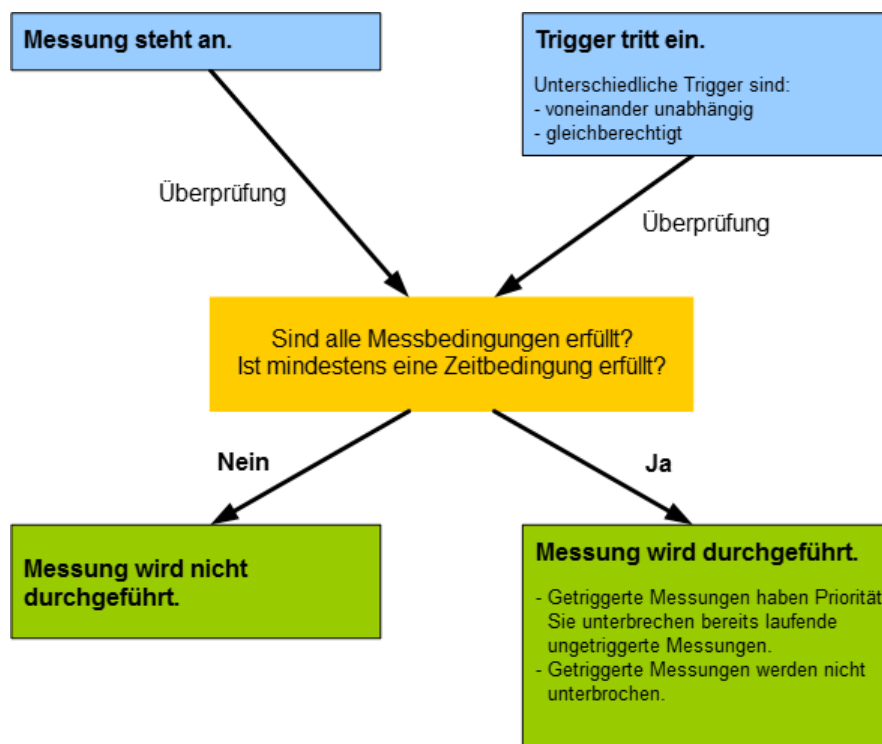 Messung steht an.
Trigger tritt ein.
Unterschiedliche Trigger sind:
- voneinander unabhängig
- gleichberechtigt
Überprüfung
Überprüfung
Sind alle Messbedingungen erfüllt?
Ist mindestens eine Zeitbedingung erfüllt?
Nein
Ja
Messung wird nicht
durchgeführt.
Messung wird durchgeführt.
- Getriggerte Messungen haben Priorität
Sie unterbrechen bereits laufende
ungetriggerte Messungen.
- Getriggerte Messungen werden nicht
unterbrochen.